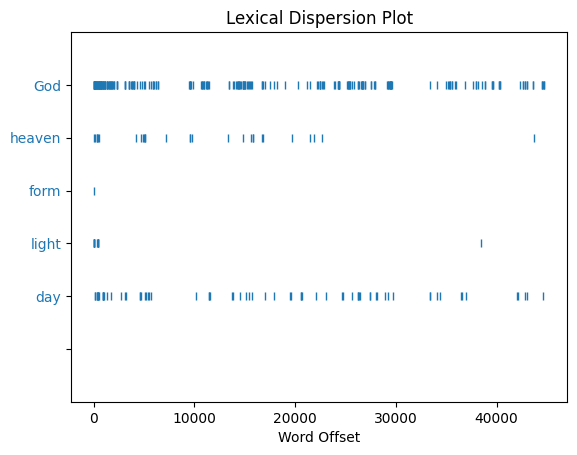 Lexical Dispersion Plot
God
heaven
form
light
day
0 10000 20000 30000 40000
Word Offset